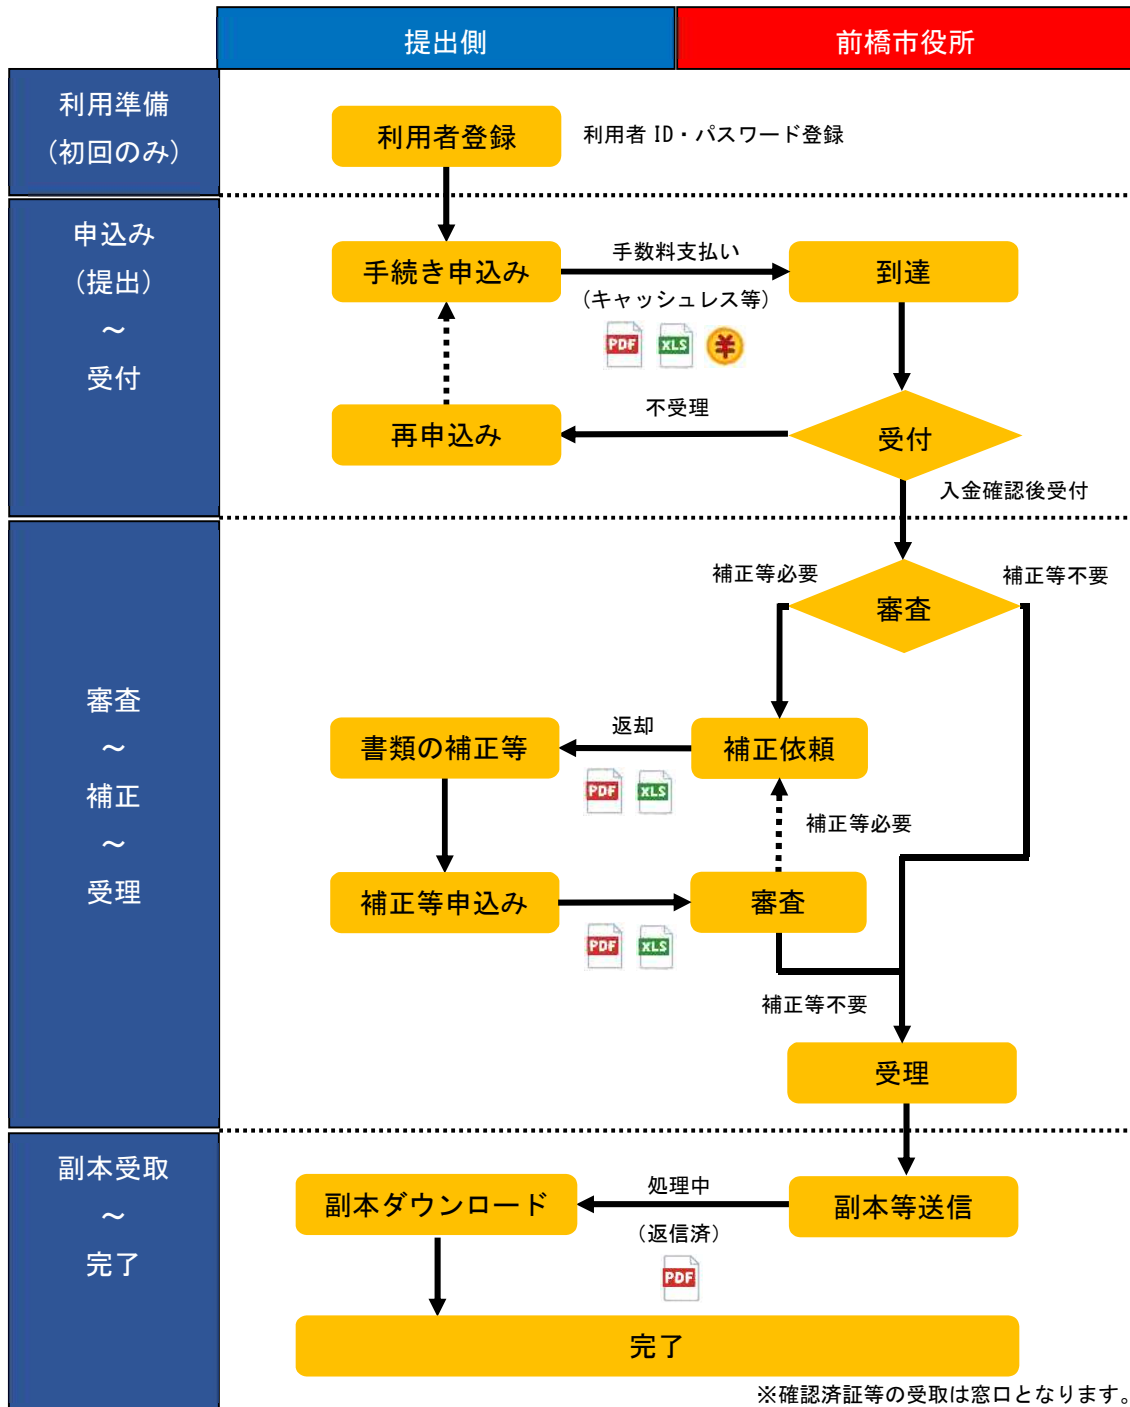 提出側
前橋市役所
利用準備
（初回のみ）
利用者登録
利用者 ID・パスワード登録
申込み
（提出）
～
受付
手続き申込み
手数料支払い
（キャッシュレス等）
PDF
XLS
¥
到達
再申込み
不受理
受付
入金確認後受付
審査
～
補正
～
受理
補正等必要
審査
補正等不要
書類の補正等
返却
PDF
XLS
補正依頼
補正等必要
補正等申込み
PDF
XLS
審査
補正等不要
受理
副本受取
～
完了
副本ダウンロード
処理中
（返信済）
PDF
副本等送信
完了
※確認済証等の受取は窓口となります。